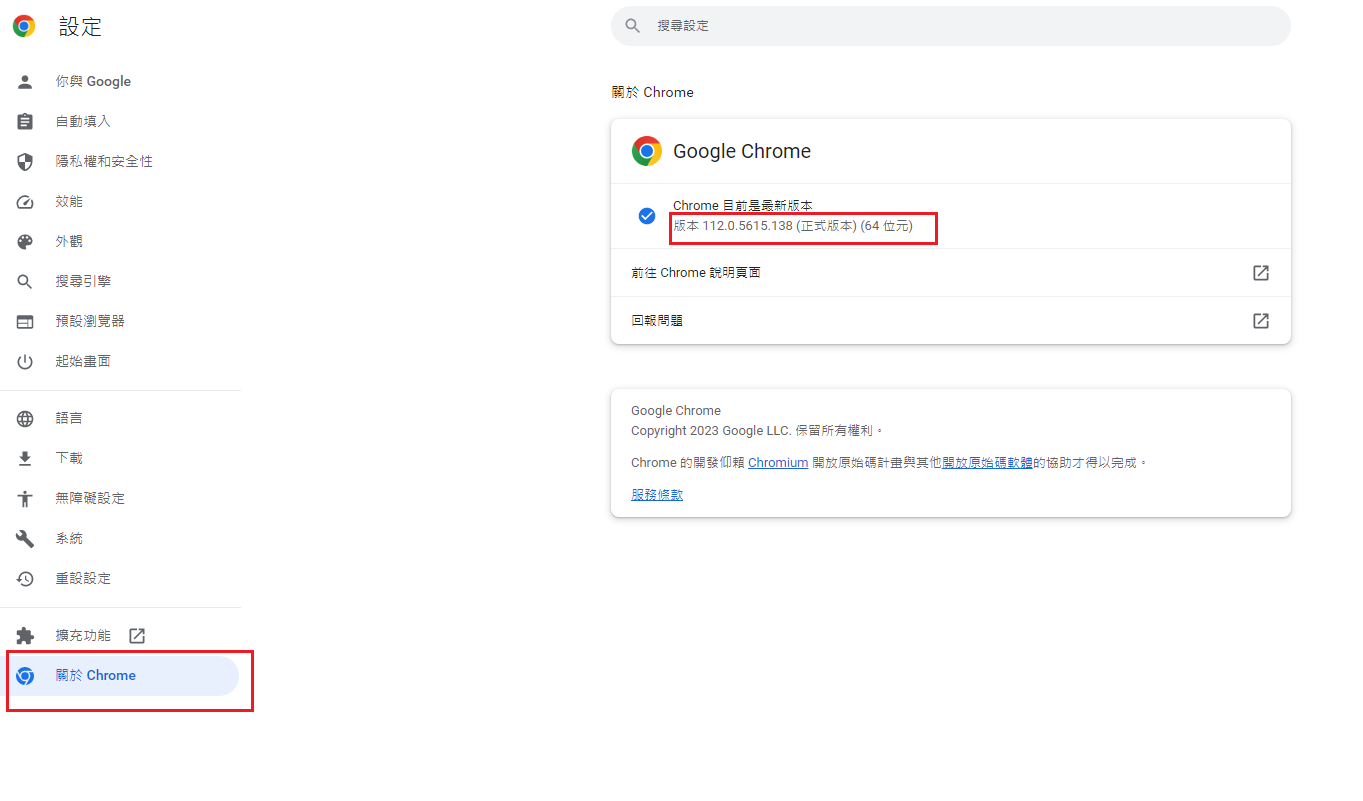 設定
搜尋設定
你與 Google
自動填入
隱私權和安全性
效能
外觀
搜尋引擎
預設瀏覽器
起始畫面
語言
下載
無障礙設定
系統
重設設定
擴充功能
關於 Chrome
關於 Chrome
Google Chrome
Chrome 目前是最新版本
版本 112.0.5615.138 (正式版本) (64 位元)
前往 Chrome 說明頁面
回報問題
Google Chrome
Copyright 2023 Google LLC. 保留所有權利。
Chrome 的開發仰賴 Chromium 開放原始碼計畫與其他開放原始碼軟體的協助才得以完成。
服務條款